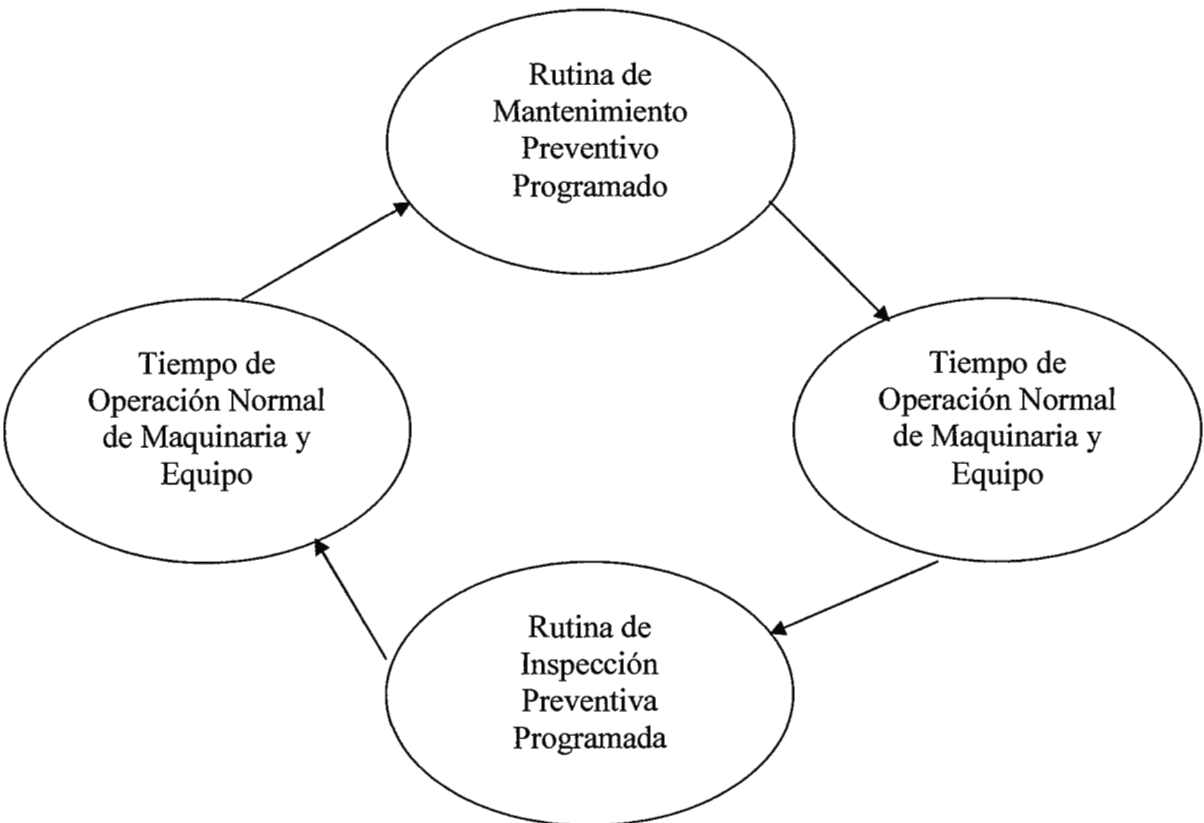 Rutina de
Mantenimiento
Preventivo
Programado
Tiempo de
Operación Normal
de Maquinaria y
Equipo
Tiempo de
Operación Normal
de Maquinaria y
Equipo
Rutina de
Inspección
Preventiva
Programada